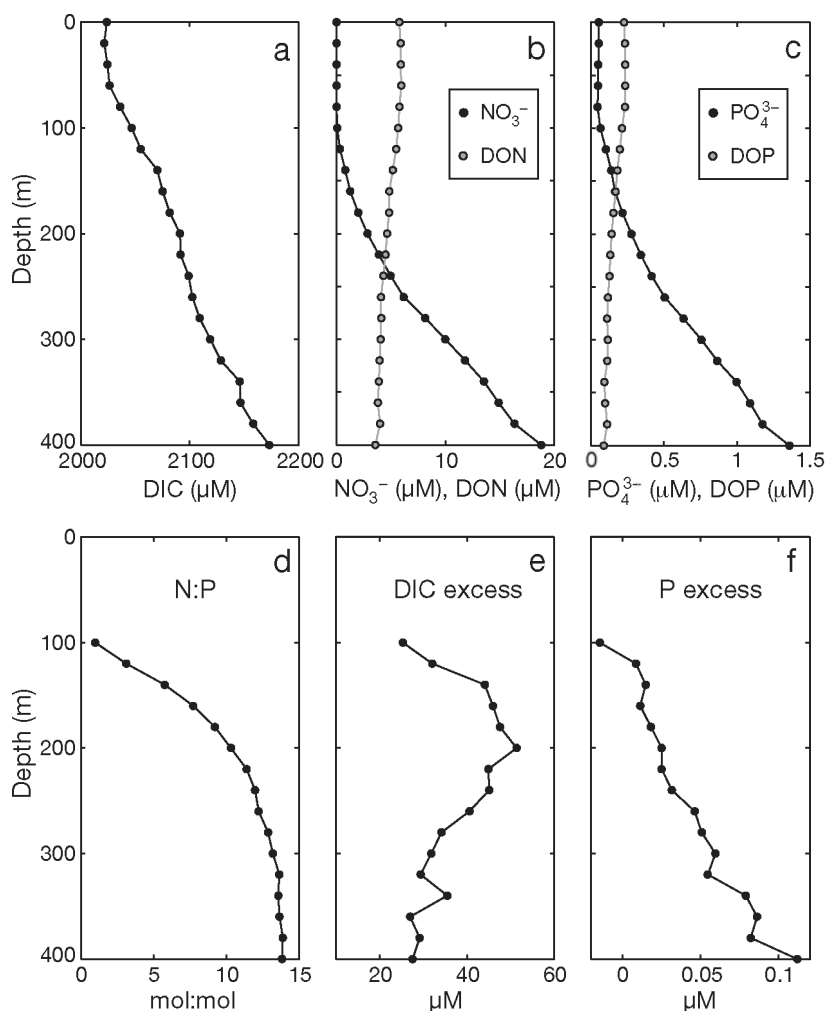 a
b
c
0
100
200
300
400
Depth (m)
2000
2100
2200
DIC (µM)
NO₃⁻
DON
0
10
20
NO₃⁻ (µM), DON (µM)
PO₄³⁻
DOP
0
0.5
1
1.5
PO₄³⁻ (µM), DOP (µM)
d
e
f
N:P
DIC excess
P excess
0
100
200
300
400
Depth (m)
0
5
10
15
mol:mol
20
40
60
µM
0
0.05
0.1
µM